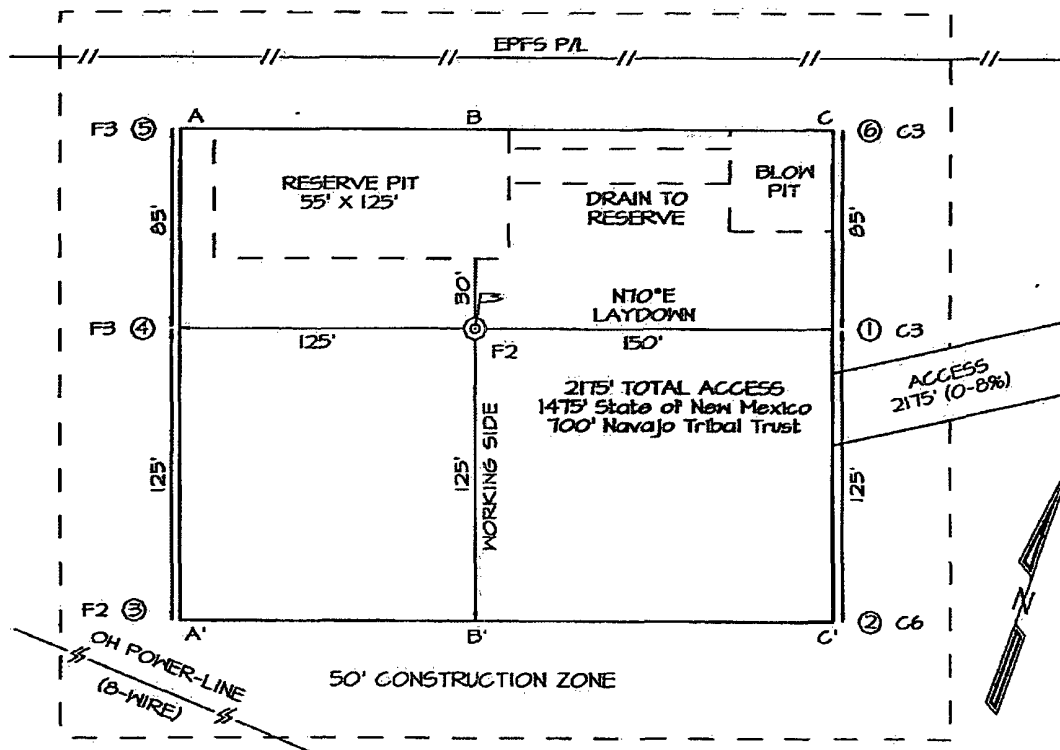 EPFS P/L
A B C
F3 ⑤
⑥ C3
RESERVE PIT
55' X 125'
DRAIN TO
RESERVE
BLOW
PIT
85'
85'
30'
N70°E
LAYDOWN
F3 ④
① C3
125'
F2
150'
ACCESS
2175' (0-8%)
2175' TOTAL ACCESS
1475' State of New Mexico
700' Navajo Tribal Trust
125'
125'
WORKING SIDE
125'
N
F2 ③
② C6
A' B' C'
OH POWER-LINE
(8-WIRE)
50' CONSTRUCTION ZONE